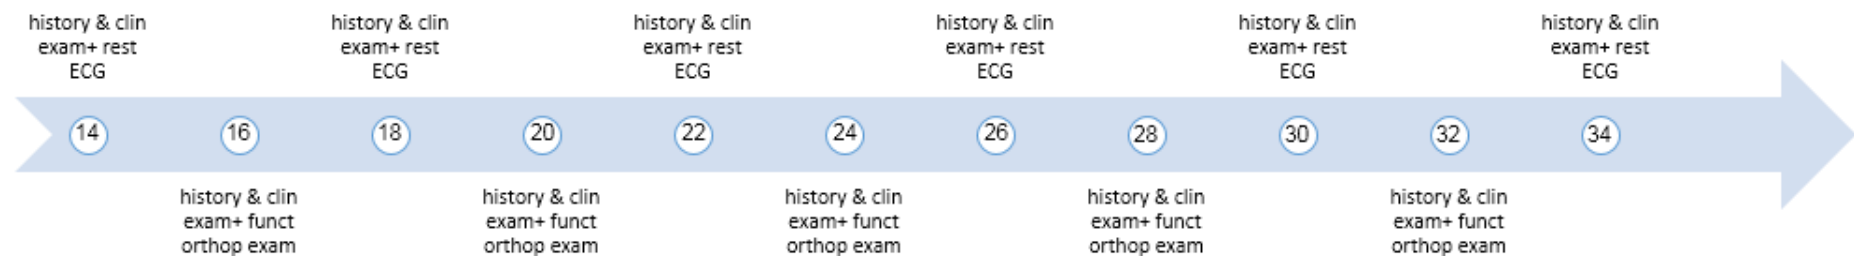 history & clin
exam+ rest
ECG
history & clin
exam+ rest
ECG
history & clin
exam+ rest
ECG
history & clin
exam+ rest
ECG
history & clin
exam+ rest
ECG
history & clin
exam+ rest
ECG
14
16
18
20
22
24
26
28
30
32
34
history & clin
exam+ funct
orthop exam
history & clin
exam+ funct
orthop exam
history & clin
exam+ funct
orthop exam
history & clin
exam+ funct
orthop exam
history & clin
exam+ funct
orthop exam